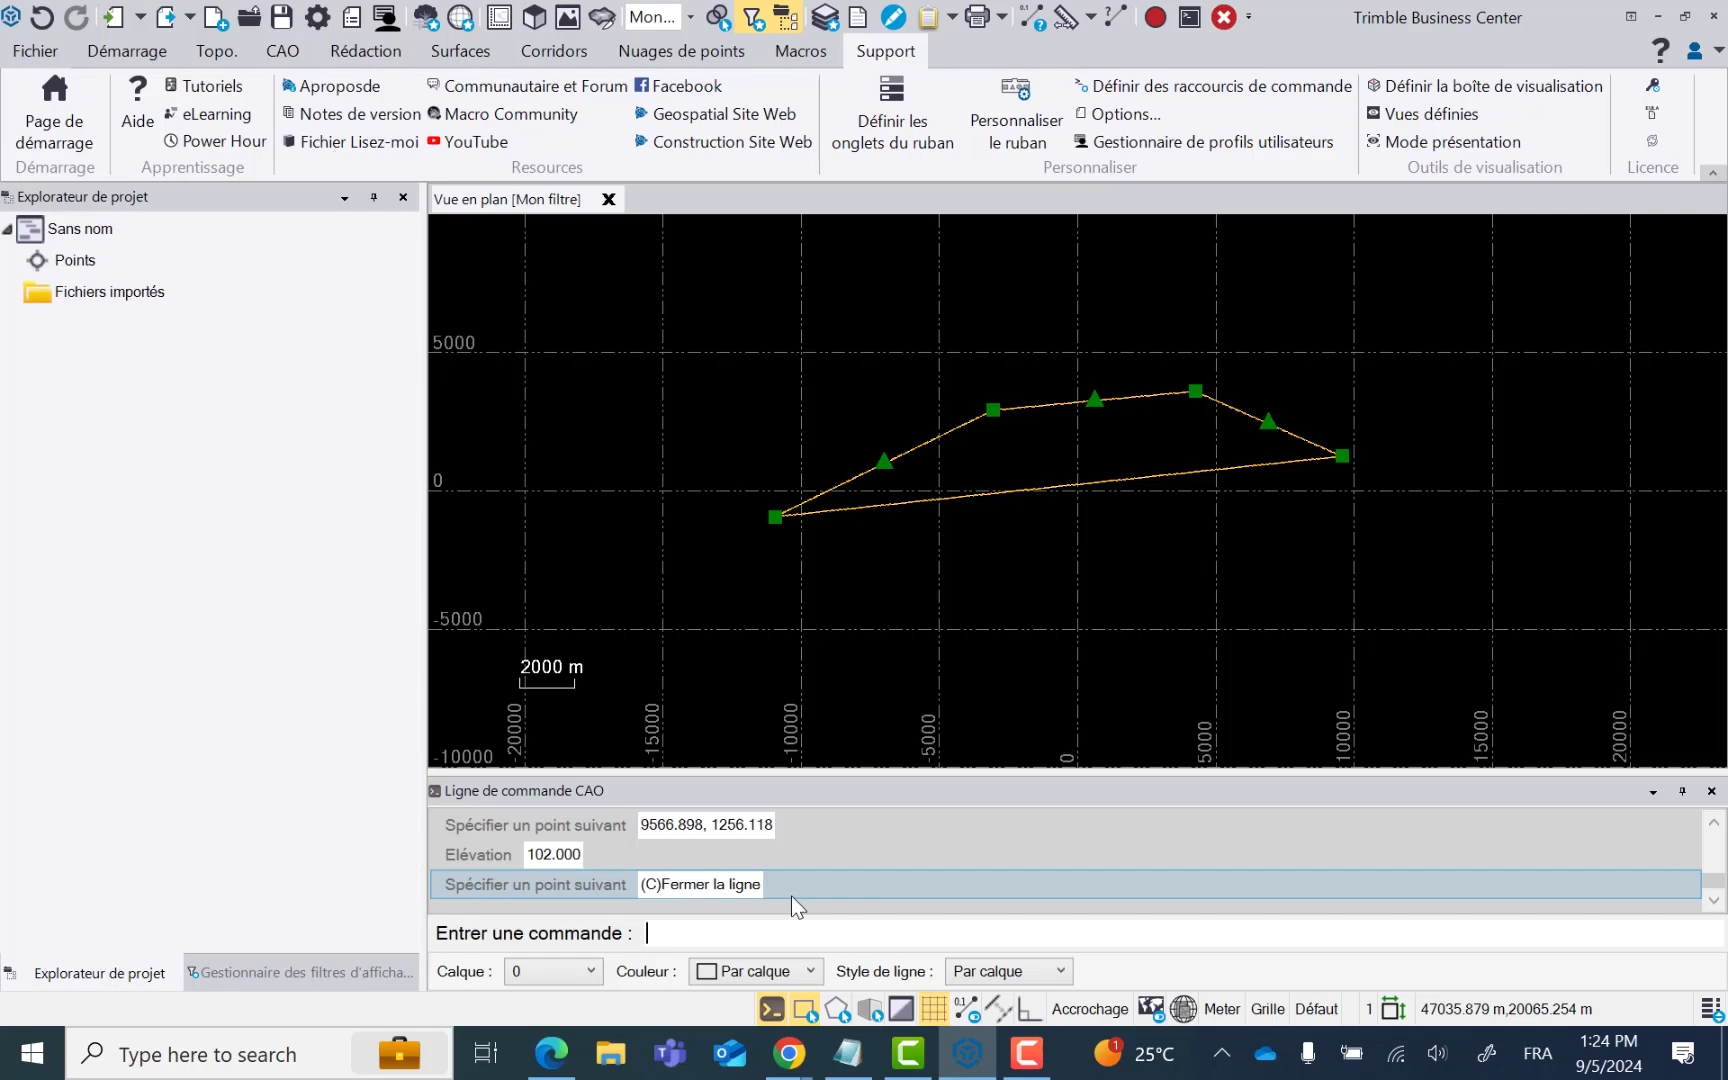 Mon...
Trimble Business Center
Fichier
Démarrage
Topo.
CAO
Rédaction
Surfaces
Corridors
Nuages de points
Macros
Support
Page de
démarrage
Démarrage
Aide
Tutoriels
eLearning
Power Hour
Apprentissage
Aproposde
Notes de version
Fichier Lisez-moi
Communautaire et Forum
Macro Community
YouTube
Facebook
Geospatial Site Web
Construction Site Web
Resources
Définir les
onglets du ruban
Personnaliser
le ruban
Définir des raccourcis de commande
Options...
Gestionnaire de profils utilisateurs
Personnaliser
Définir la boîte de visualisation
Vues définies
Mode présentation
Outils de visualisation
Licence
Explorateur de projet
Vue en plan [Mon filtre]
Sans nom
Points
Fichiers importés
5000
0
-5000
-10000
2000 m
-20000
-15000
-10000
-5000
0
5000
10000
15000
20000
Ligne de commande CAO
Spécifier un point suivant 9566.898, 1256.118
Elévation 102.000
Spécifier un point suivant (C)Fermer la ligne
Entrer une commande :
Explorateur de projet
Gestionnaire des filtres d'afficha...
Calque : 0
Couleur : Par calque
Style de ligne : Par calque
Accrochage
Meter
Grille
Défaut
1
47035.879 m,20065.254 m
Type here to search
1
25°C
FRA
1:24 PM
9/5/2024